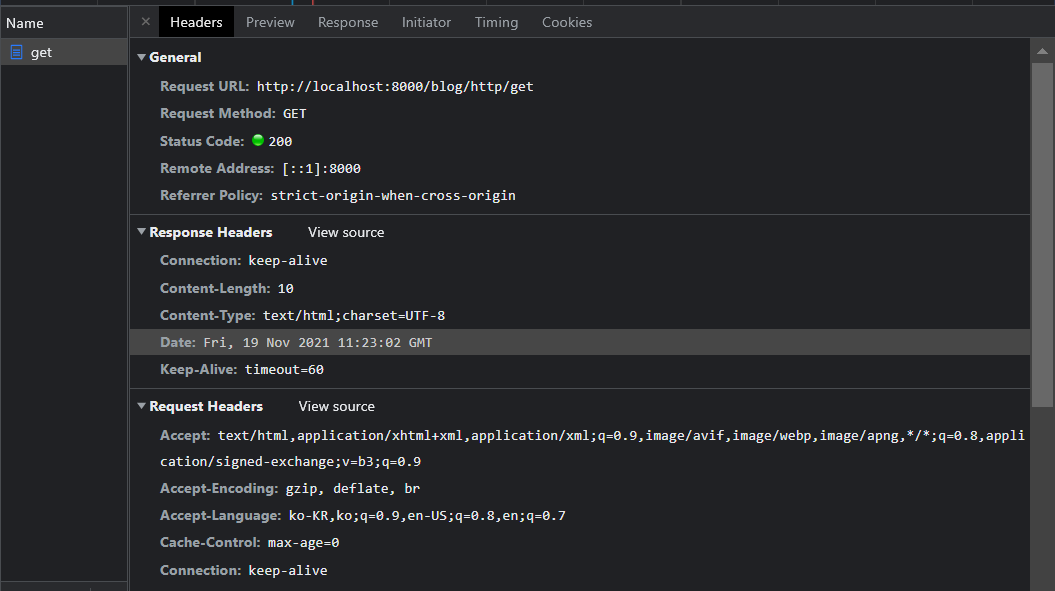 Name
get
× Headers Preview Response Initiator Timing Cookies
General
Request URL: http://localhost:8000/blog/http/get
Request Method: GET
Status Code: 200
Remote Address: [::1]:8000
Referrer Policy: strict-origin-when-cross-origin
Response Headers View source
Connection: keep-alive
Content-Length: 10
Content-Type: text/html;charset=UTF-8
Date: Fri, 19 Nov 2021 11:23:02 GMT
Keep-Alive: timeout=60
Request Headers View source
Accept: text/html,application/xhtml+xml,application/xml;q=0.9,image/avif,image/webp,image/apng,*/*;q=0.8,appli
cation/signed-exchange;v=b3;q=0.9
Accept-Encoding: gzip, deflate, br
Accept-Language: ko-KR,ko;q=0.9,en-US;q=0.8,en;q=0.7
Cache-Control: max-age=0
Connection: keep-alive